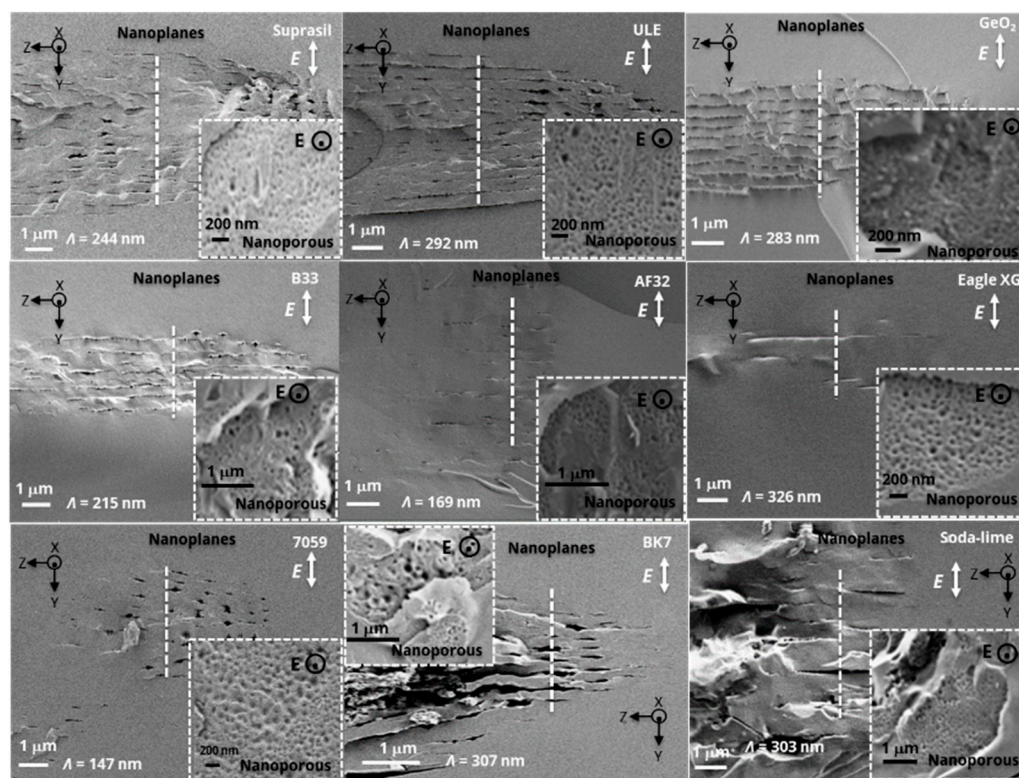 Nanoplanes
Suprasil
X
Z
Y
E
E
200 nm
Nanoporous
1 μm
Λ = 244 nm
Nanoplanes
ULE
X
Z
Y
E
E
200 nm
Nanoporous
1 μm
Λ = 292 nm
Nanoplanes
GeO₂
X
Z
Y
E
E
200 nm
Nanoporous
1 μm
Λ = 283 nm
Nanoplanes
B33
X
Z
Y
E
E
1 μm
Nanoporous
1 μm
Λ = 215 nm
Nanoplanes
AF32
X
Z
Y
E
E
1 μm
Nanoporous
1 μm
Λ = 169 nm
Nanoplanes
Eagle XG
X
Z
Y
E
E
200 nm
Nanoporous
1 μm
Λ = 326 nm
Nanoplanes
7059
X
Z
Y
E
E
200 nm
Nanoporous
1 μm
Λ = 147 nm
E
Nanoplanes
BK7
E
1 μm
Nanoporous
X
Z
Y
1 μm
Λ = 307 nm
Nanoplanes
Soda-lime
E
X
Z
Y
E
1 μm
Nanoporous
1 μm
Λ = 303 nm